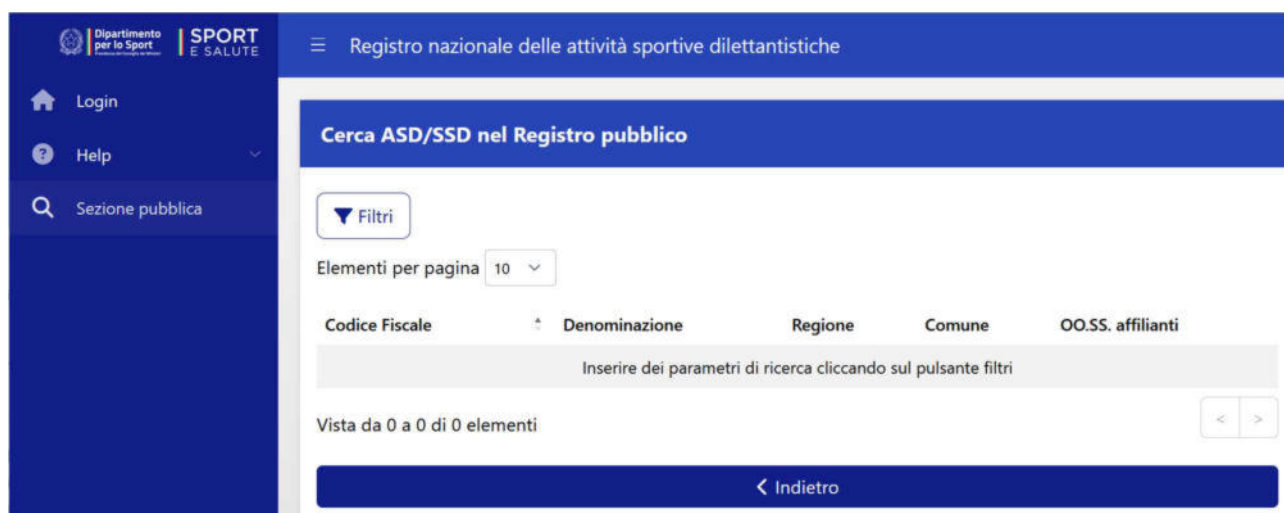 Dipartimento
per lo Sport
SPORT
E SALUTE
Registro nazionale delle attività sportive dilettantistiche
Login
Help
Sezione pubblica
Cerca ASD/SSD nel Registro pubblico
Filtri
Elementi per pagina 10
Codice Fiscale Denominazione Regione Comune OO.SS. affilianti
Inserire dei parametri di ricerca cliccando sul pulsante filtri
Vista da 0 a 0 di 0 elementi
< >
Indietro